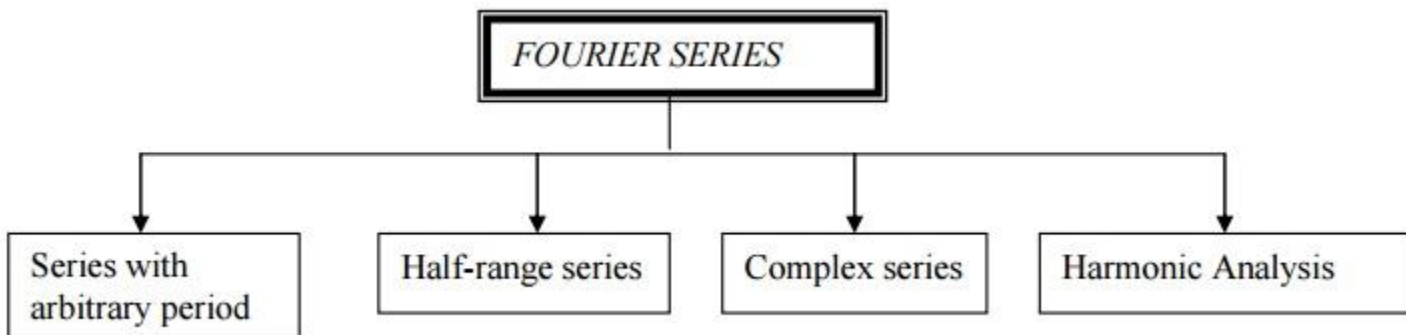 FOURIER SERIES
Series with
arbitrary period
Half-range series
Complex series
Harmonic Analysis